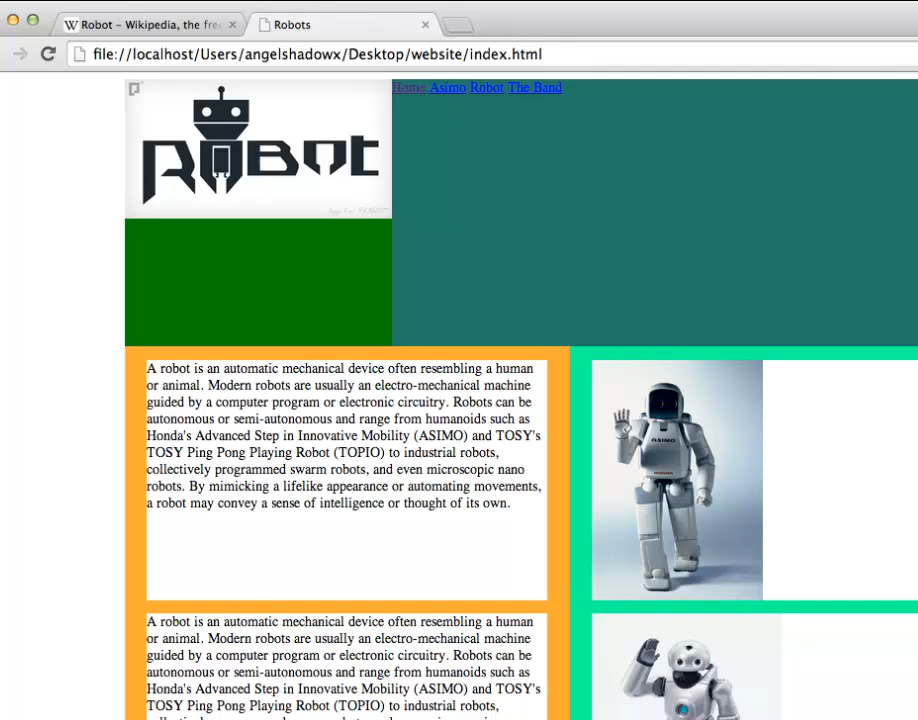 Robot – Wikipedia, the fre
Robots
file://localhost/Users/angelshadowx/Desktop/website/index.html
RoBot
Home Asimo Robot The Band
A robot is an automatic mechanical device often resembling a human
or animal. Modern robots are usually an electro-mechanical machine
guided by a computer program or electronic circuitry. Robots can be
autonomous or semi-autonomous and range from humanoids such as
Honda's Advanced Step in Innovative Mobility (ASIMO) and TOSY's
TOSY Ping Pong Playing Robot (TOPIO) to industrial robots,
collectively programmed swarm robots, and even microscopic nano
robots. By mimicking a lifelike appearance or automating movements,
a robot may convey a sense of intelligence or thought of its own.
ASIMO
HONDA
A robot is an automatic mechanical device often resembling a human
or animal. Modern robots are usually an electro-mechanical machine
guided by a computer program or electronic circuitry. Robots can be
autonomous or semi-autonomous and range from humanoids such as
Honda's Advanced Step in Innovative Mobility (ASIMO) and TOSY's
TOSY Ping Pong Playing Robot (TOPIO) to industrial robots,